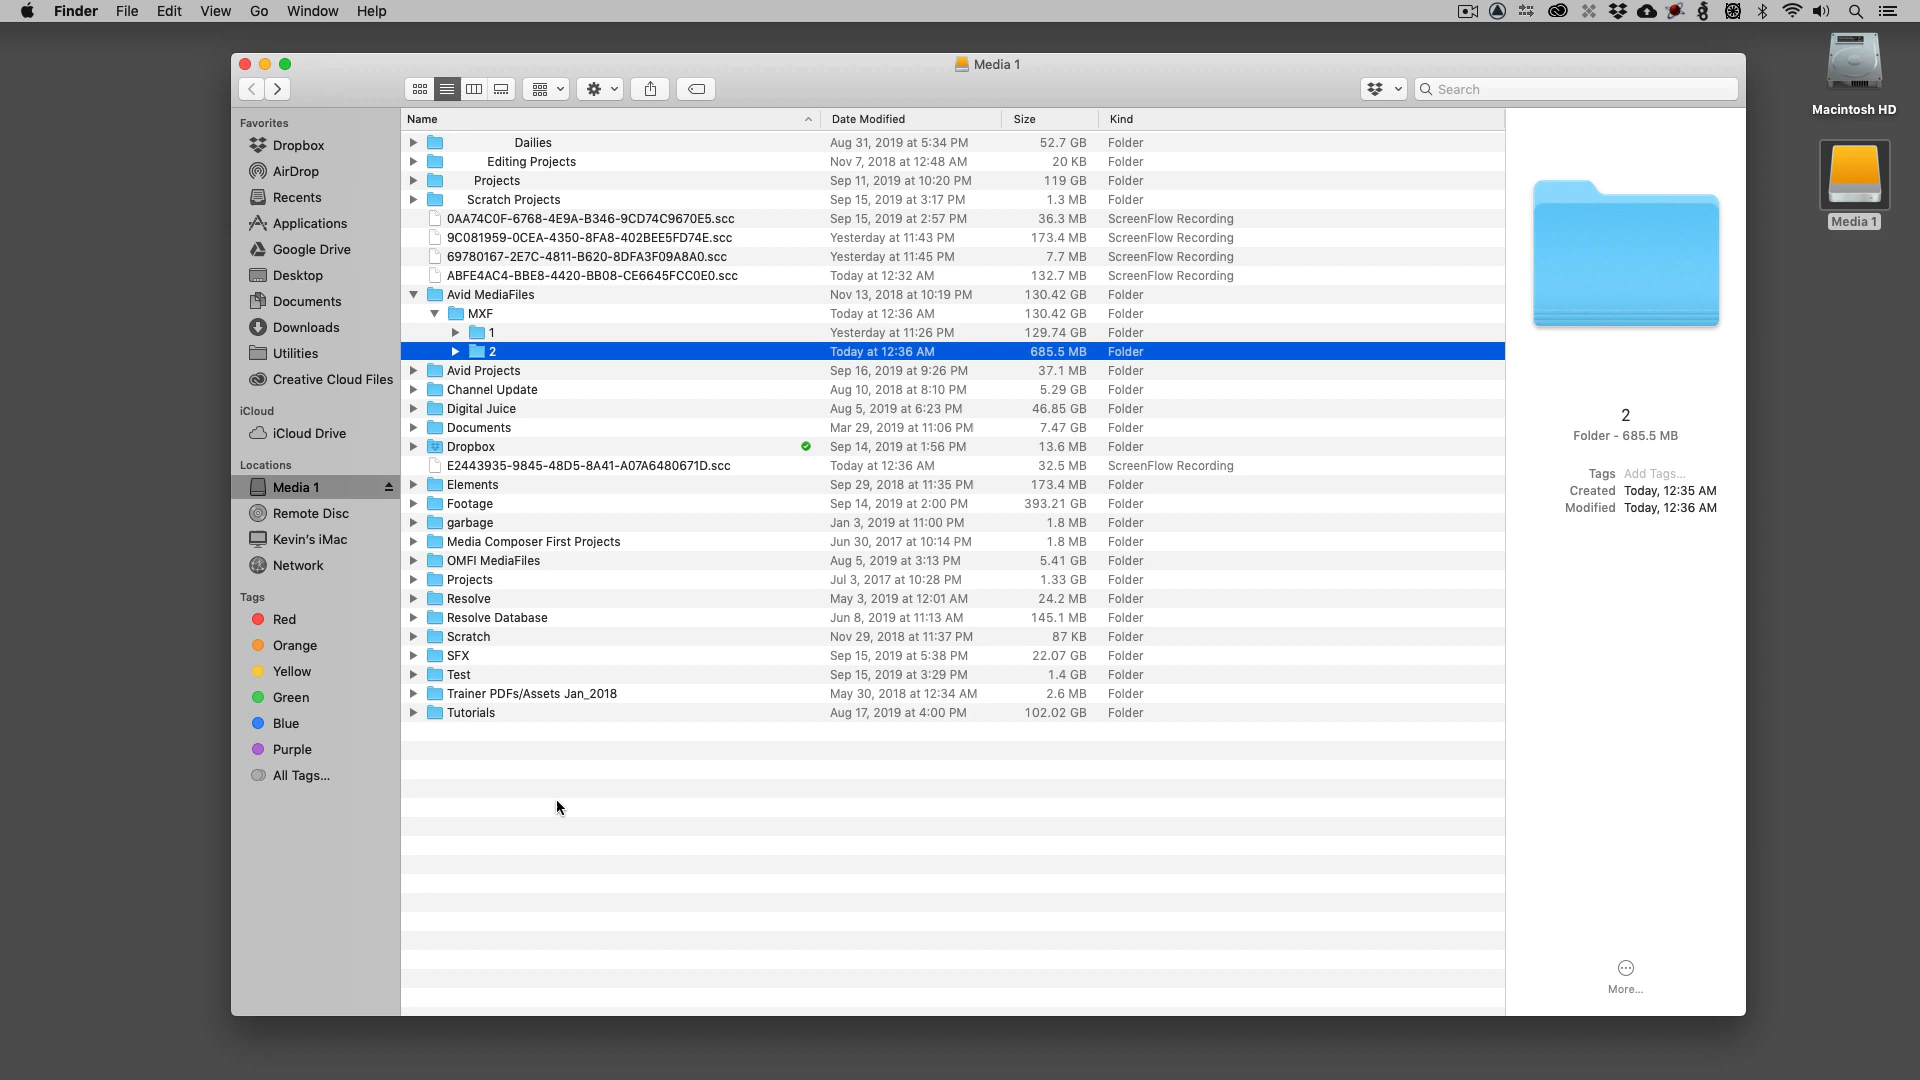 Finder File Edit View Go Window Help
Media 1
Search
Macintosh HD
Media 1
Favorites
Dropbox
AirDrop
Recents
Applications
Google Drive
Desktop
Documents
Downloads
Utilities
Creative Cloud Files
iCloud
iCloud Drive
Locations
Media 1
Remote Disc
Kevin's iMac
Network
Tags
Red
Orange
Yellow
Green
Blue
Purple
All Tags...
Name Date Modified Size Kind
Dailies Aug 31, 2019 at 5:34 PM 52.7 GB Folder
Editing Projects Nov 7, 2018 at 12:48 AM 20 KB Folder
Projects Sep 11, 2019 at 10:20 PM 119 GB Folder
Scratch Projects Sep 15, 2019 at 3:17 PM 1.3 MB Folder
0AA74C0F-6768-4E9A-B346-9CD74C9670E5.scc Sep 15, 2019 at 2:57 PM 36.3 MB ScreenFlow Recording
9C081959-0CEA-4350-8FA8-402BEE5FD74E.scc Yesterday at 11:43 PM 173.4 MB ScreenFlow Recording
69780167-2E7C-4811-B620-8DFA3F09A8A0.scc Yesterday at 11:45 PM 7.7 MB ScreenFlow Recording
ABFE4AC4-BBE8-4420-BB08-CE6645FCC0E0.scc Today at 12:32 AM 132.7 MB ScreenFlow Recording
Avid MediaFiles Nov 13, 2018 at 10:19 PM 130.42 GB Folder
MXF Today at 12:36 AM 130.42 GB Folder
1 Yesterday at 11:26 PM 129.74 GB Folder
2 Today at 12:36 AM 685.5 MB Folder
Avid Projects Sep 16, 2019 at 9:26 PM 37.1 MB Folder
Channel Update Aug 10, 2018 at 8:10 PM 5.29 GB Folder
Digital Juice Aug 5, 2019 at 6:23 PM 46.85 GB Folder
Documents Mar 29, 2019 at 11:06 PM 7.47 GB Folder
Dropbox Sep 14, 2019 at 1:56 PM 13.6 MB Folder
E2443935-9845-48D5-8A41-A07A6480671D.scc Today at 12:36 AM 32.5 MB ScreenFlow Recording
Elements Sep 29, 2018 at 11:35 PM 173.4 MB Folder
Footage Sep 14, 2019 at 2:00 PM 393.21 GB Folder
garbage Jan 3, 2019 at 11:00 PM 1.8 MB Folder
Media Composer First Projects Jun 30, 2017 at 10:14 PM 1.8 MB Folder
OMFI MediaFiles Aug 5, 2019 at 3:13 PM 5.41 GB Folder
Projects Jul 3, 2017 at 10:28 PM 1.33 GB Folder
Resolve May 3, 2019 at 12:01 AM 24.2 MB Folder
Resolve Database Jun 8, 2019 at 11:13 AM 145.1 MB Folder
Scratch Nov 29, 2018 at 11:37 PM 87 KB Folder
SFX Sep 15, 2019 at 5:38 PM 22.07 GB Folder
Test Sep 15, 2019 at 3:29 PM 1.4 GB Folder
Trainer PDFs/Assets Jan_2018 May 30, 2018 at 12:34 AM 2.6 MB Folder
Tutorials Aug 17, 2019 at 4:00 PM 102.02 GB Folder
2
Folder - 685.5 MB
Tags Add Tags...
Created Today, 12:35 AM
Modified Today, 12:36 AM
More...